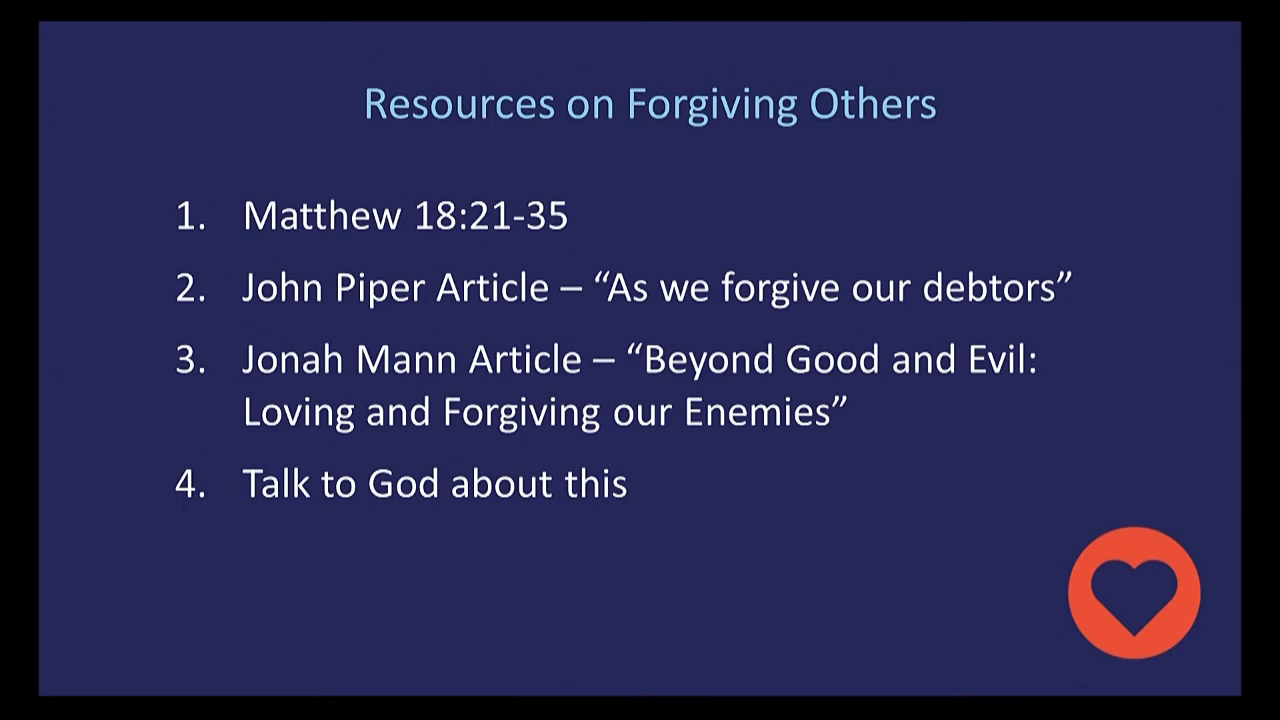 Resources on Forgiving Others
1. Matthew 18:21-35
2. John Piper Article – “As we forgive our debtors”
3. Jonah Mann Article – “Beyond Good and Evil:
Loving and Forgiving our Enemies”
4. Talk to God about this